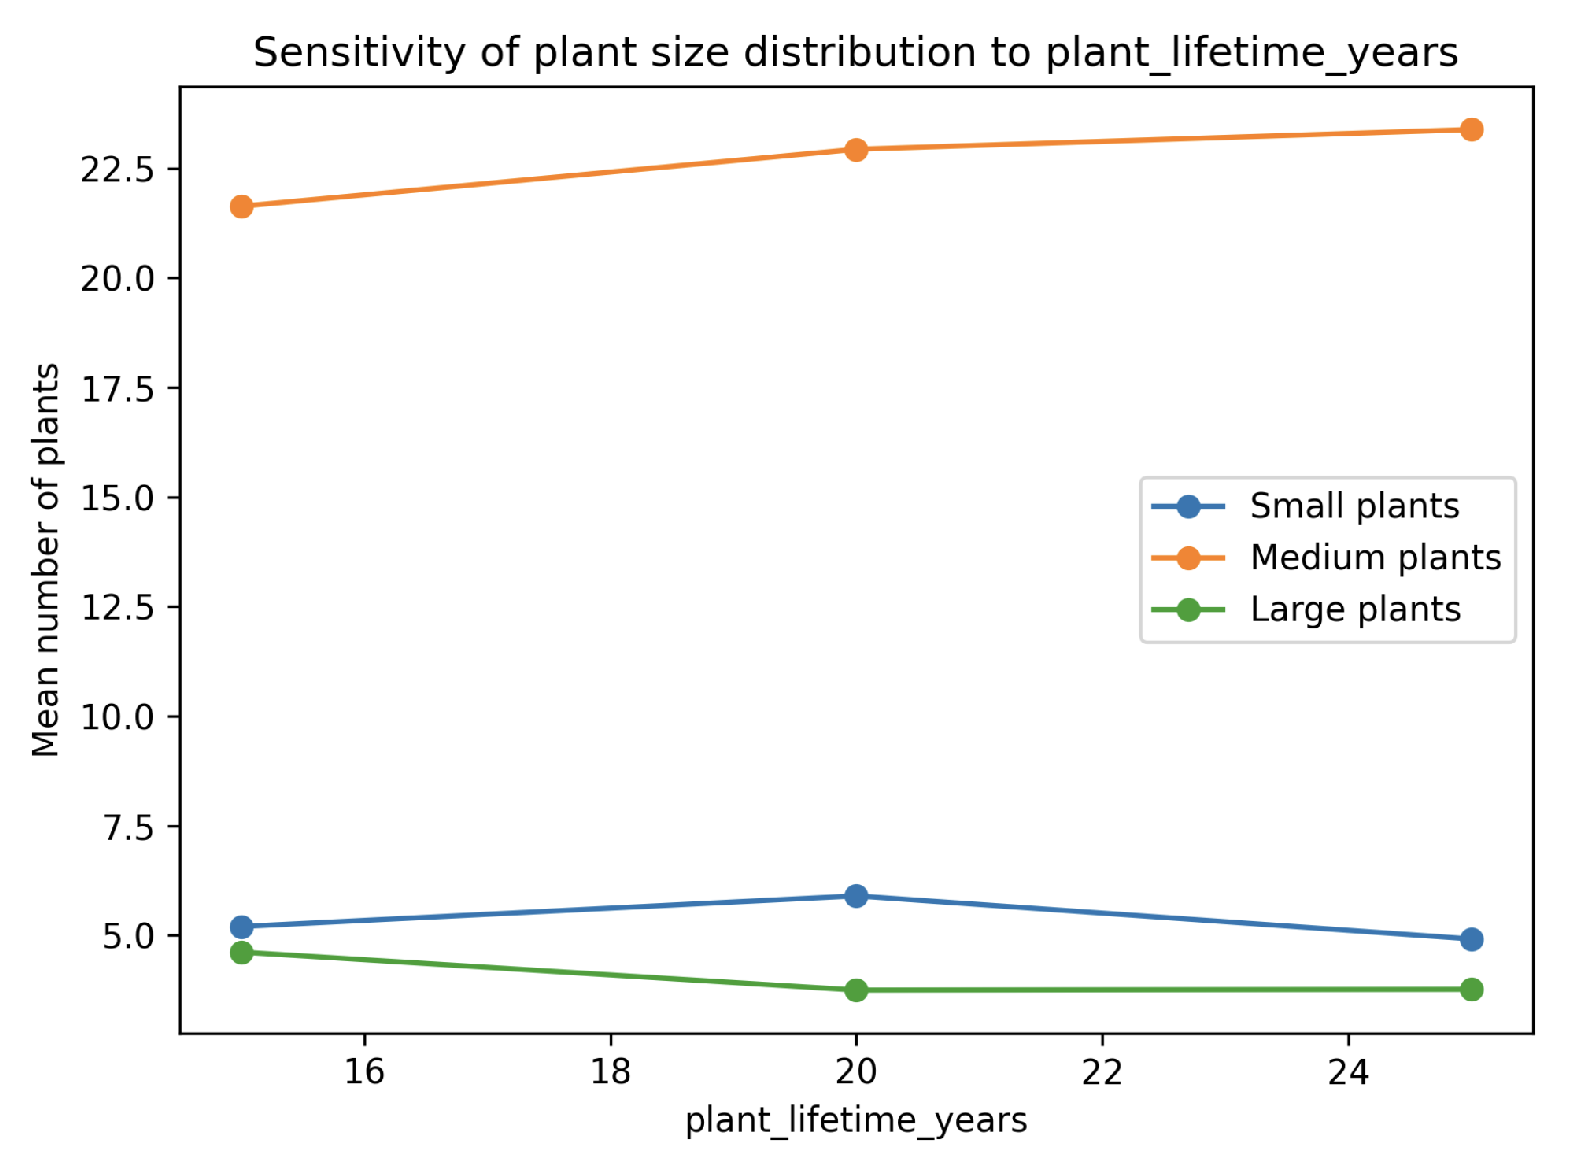 Sensitivity of plant size distribution to plant_lifetime_years
Mean number of plants
22.5
20.0
17.5
15.0
12.5
10.0
7.5
5.0
Small plants
Medium plants
Large plants
16 18 20 22 24
plant_lifetime_years